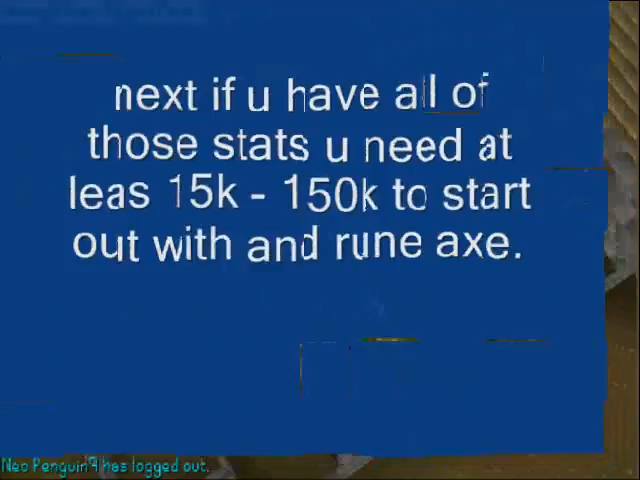 next if u have all of
those stats u need at
leas 15k - 150k to start
out with and rune axe.
Neo Penguin9 has logged out.